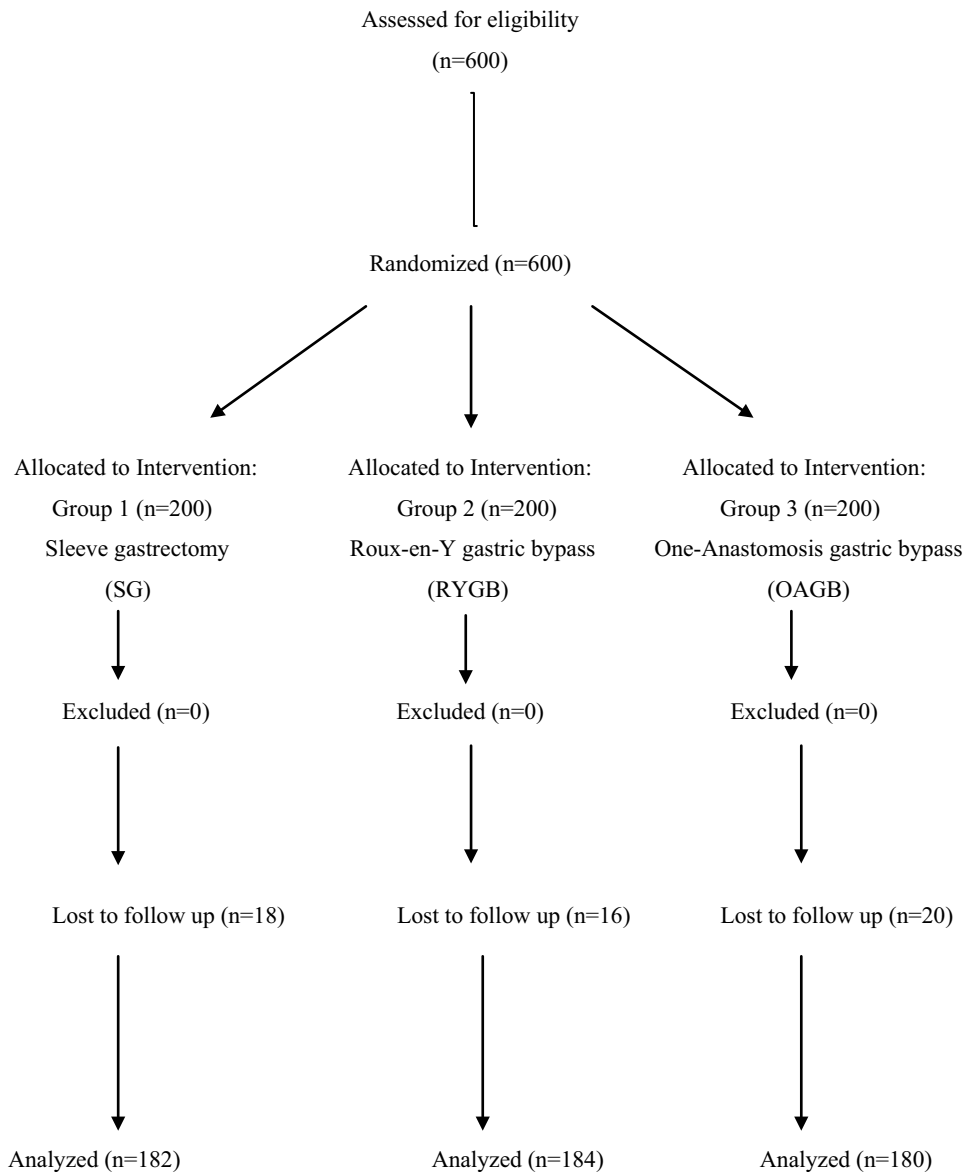 Assessed for eligibility
(n=600)
Randomized (n=600)
Allocated to Intervention:
Group 1 (n=200)
Sleeve gastrectomy
(SG)
Allocated to Intervention:
Group 2 (n=200)
Roux-en-Y gastric bypass
(RYGB)
Allocated to Intervention:
Group 3 (n=200)
One-Anastomosis gastric bypass
(OAGB)
Excluded (n=0)
Excluded (n=0)
Excluded (n=0)
Lost to follow up (n=18)
Lost to follow up (n=16)
Lost to follow up (n=20)
Analyzed (n=182)
Analyzed (n=184)
Analyzed (n=180)